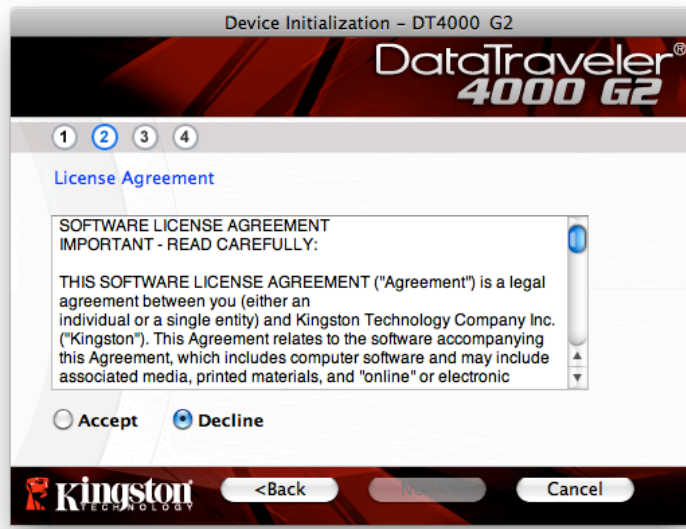 Device Initialization - DT4000 G2
DataTraveler®
4000 G2
1 2 3 4
License Agreement
SOFTWARE LICENSE AGREEMENT
IMPORTANT - READ CAREFULLY:
THIS SOFTWARE LICENSE AGREEMENT ("Agreement") is a legal
agreement between you (either an
individual or a single entity) and Kingston Technology Company Inc.
("Kingston"). This Agreement relates to the software accompanying
this Agreement, which includes computer software and may include
associated media, printed materials, and "online" or electronic
Accept Decline
Kingston <Back Cancel
TECHNOLOGY